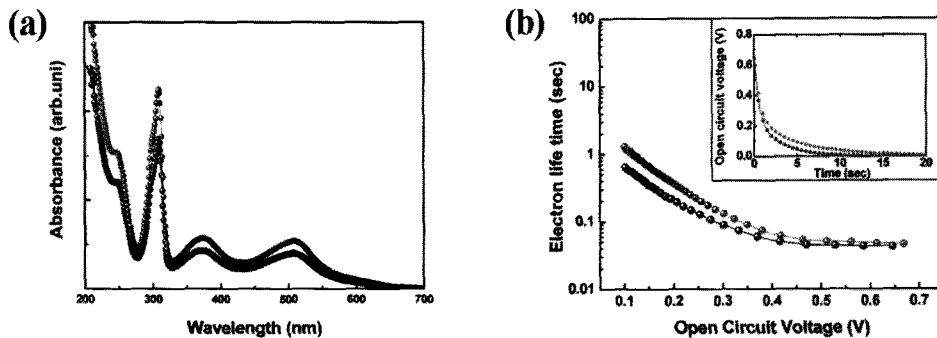 (a)
Absorbance (arb.uni)
200 300 400 500 600 700
Wavelength (nm)
(b)
Electron life time (sec)
100
10
1
0.1
0.01
0.1 0.2 0.3 0.4 0.5 0.6 0.7
Open Circuit Voltage (V)
Open circuit voltage (V)
0.8
0.6
0.4
0.2
0.0
0 5 10 15 20
Time (sec)